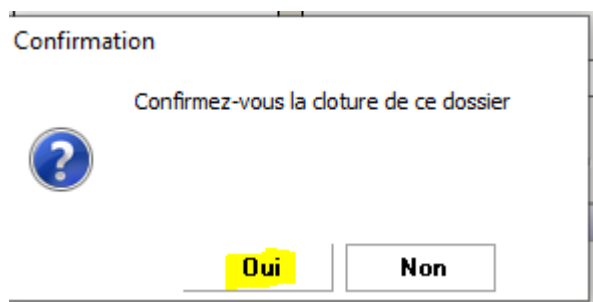 Confirmation
Confirmez-vous la cloture de ce dossier
Oui
Non